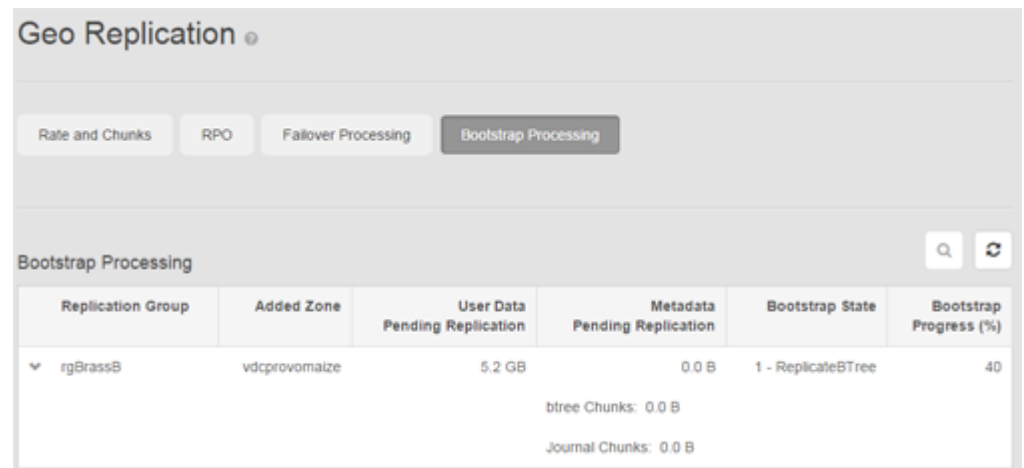 Geo Replication
Rate and Chunks RPO Failover Processing Bootstrap Processing
Bootstrap Processing
Replication Group Added Zone User Data Pending Replication Metadata Pending Replication Bootstrap State Bootstrap Progress (%)
rgBrassB vdcprovomaize 5.2 GB 0.0 B 1 - ReplicateBTree 40
btree Chunks: 0.0 B
Journal Chunks: 0.0 B